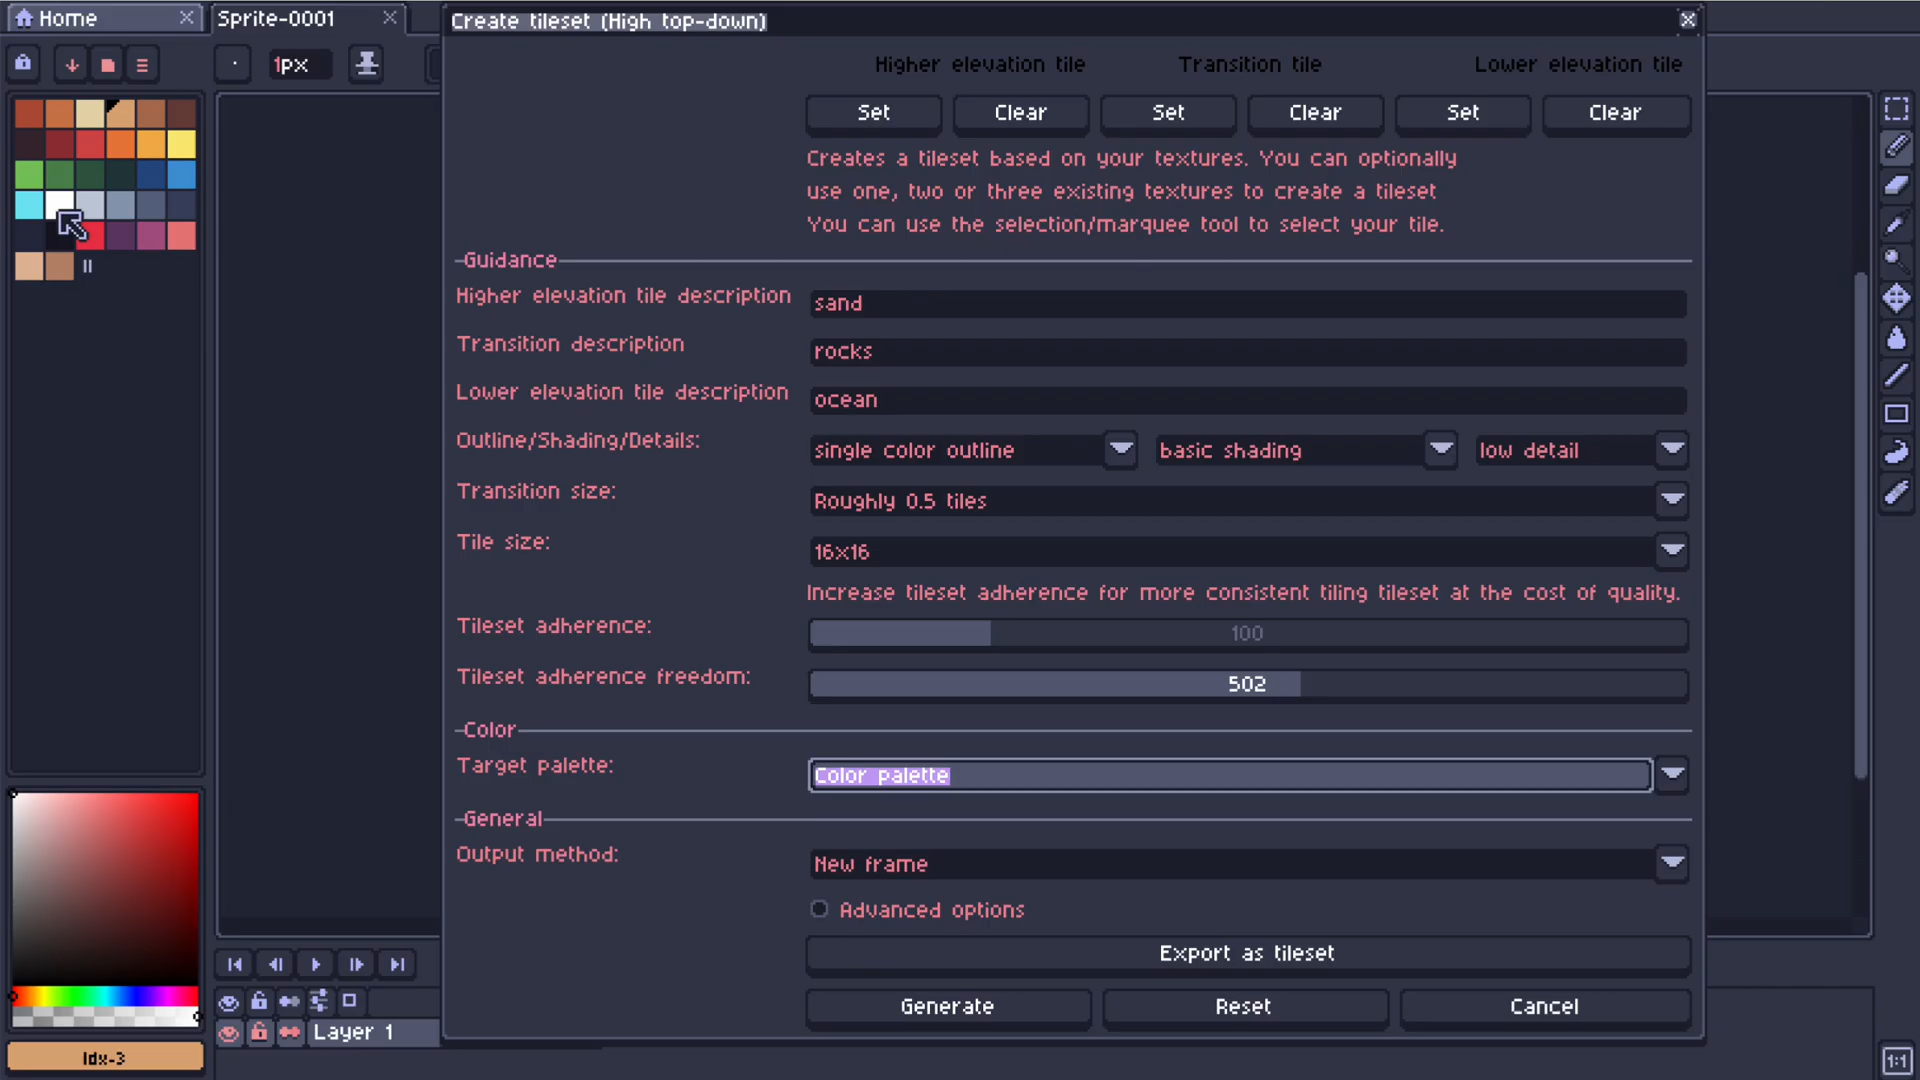 Home
Sprite-0001
Create tileset (High top-down)
1px
Higher elevation tile
Transition tile
Lower elevation tile
Set
Clear
Set
Clear
Set
Clear
Creates a tileset based on your textures. You can optionally
use one, two or three existing textures to create a tileset
You can use the selection/marquee tool to select your tile.
Guidance
Higher elevation tile description
sand
Transition description
rocks
Lower elevation tile description
ocean
Outline/Shading/Details:
single color outline
basic shading
low detail
Transition size:
Roughly 0.5 tiles
Tile size:
16x16
Increase tileset adherence for more consistent tiling tileset at the cost of quality.
Tileset adherence:
100
Tileset adherence freedom:
502
Color
Target palette:
Color palette
General
Output method:
New frame
Advanced options
Export as tileset
Generate
Reset
Cancel
Layer 1
Idx-3
1:1